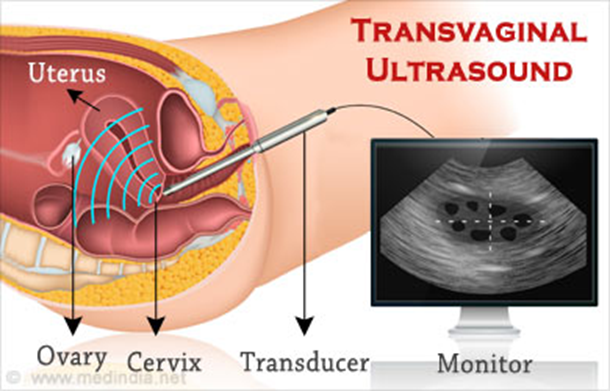 TRANSVAGINAL
ULTRASOUND
Uterus
Ovary Cervix Transducer Monitor
www.medindia.net